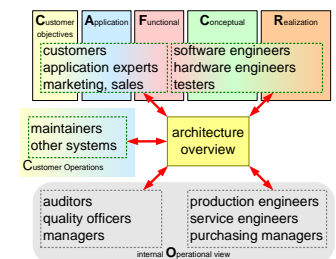 Customer objectives
Application
Functional
Conceptual
Realization
customers
application experts
marketing, sales
software engineers
hardware engineers
testers
maintainers
other systems
Customer Operations
architecture
overview
auditors
quality officers
managers
production engineers
service engineers
purchasing managers
internal Operational view